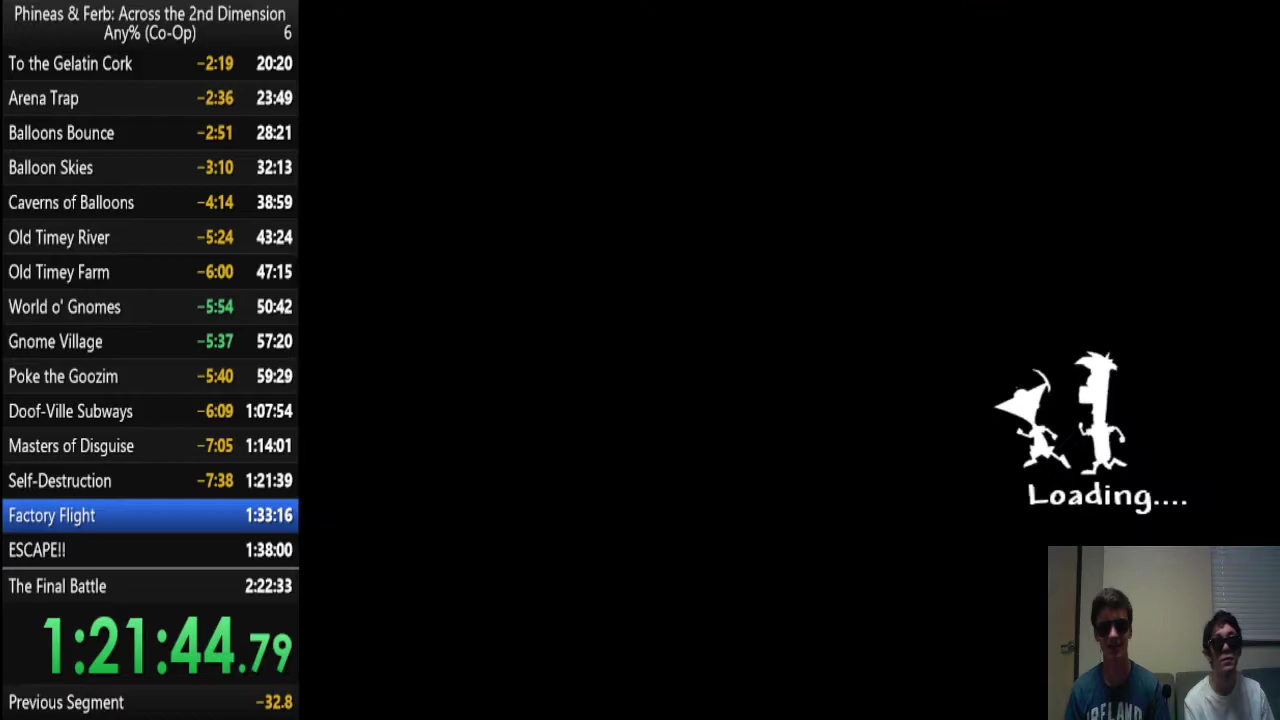 Phineas & Ferb: Across the 2nd Dimension
Any% (Co-Op) 6
To the Gelatin Cork −2:19 20:20
Arena Trap −2:36 23:49
Balloons Bounce −2:51 28:21
Balloon Skies −3:10 32:13
Caverns of Balloons −4:14 38:59
Old Timey River −5:24 43:24
Old Timey Farm −6:00 47:15
World o' Gnomes −5:54 50:42
Gnome Village −5:37 57:20
Poke the Goozim −5:40 59:29
Doof-Ville Subways −6:09 1:07:54
Masters of Disguise −7:05 1:14:01
Self-Destruction −7:38 1:21:39
Factory Flight 1:33:16
ESCAPE!! 1:38:00
The Final Battle 2:22:33
1:21:44.79
Previous Segment −32.8
Loading....
IRELAND